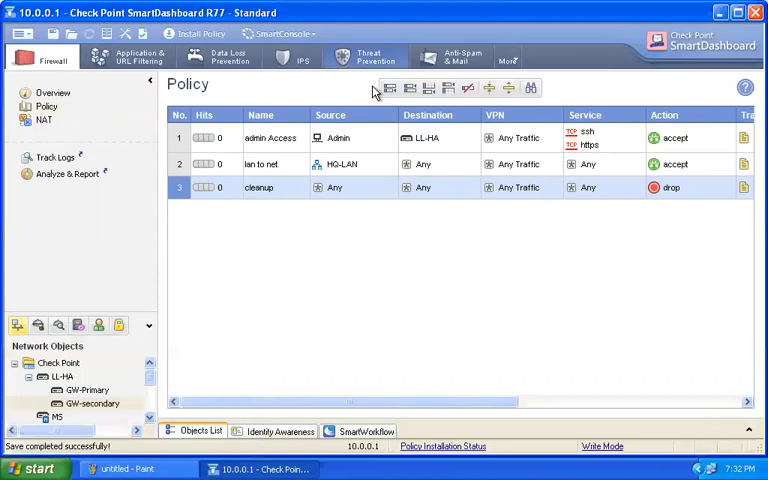 10.0.0.1 - Check Point SmartDashboard R77 - Standard
Install Policy
SmartConsole
Check Point
SmartDashboard
Firewall
Application &
URL Filtering
Data Loss
Prevention
IPS
Threat
Prevention
Anti-Spam
& Mail
More
Overview
Policy
NAT
Track Logs
Analyze & Report
Policy
No. Hits Name Source Destination VPN Service Action Tra
1 0 admin Access Admin LL-HA Any Traffic TCP ssh TCP https accept
2 0 lan to net HQ-LAN Any Any Traffic Any accept
3 0 cleanup Any Any Any Traffic Any drop
Network Objects
Check Point
LL-HA
GW-Primary
GW-secondary
MS
Objects List Identity Awareness SmartWorkflow
Save completed successfully! 10.0.0.1 Policy Installation Status Write Mode
start untitled - Paint 10.0.0.1 - Check Poin... 7:32 PM